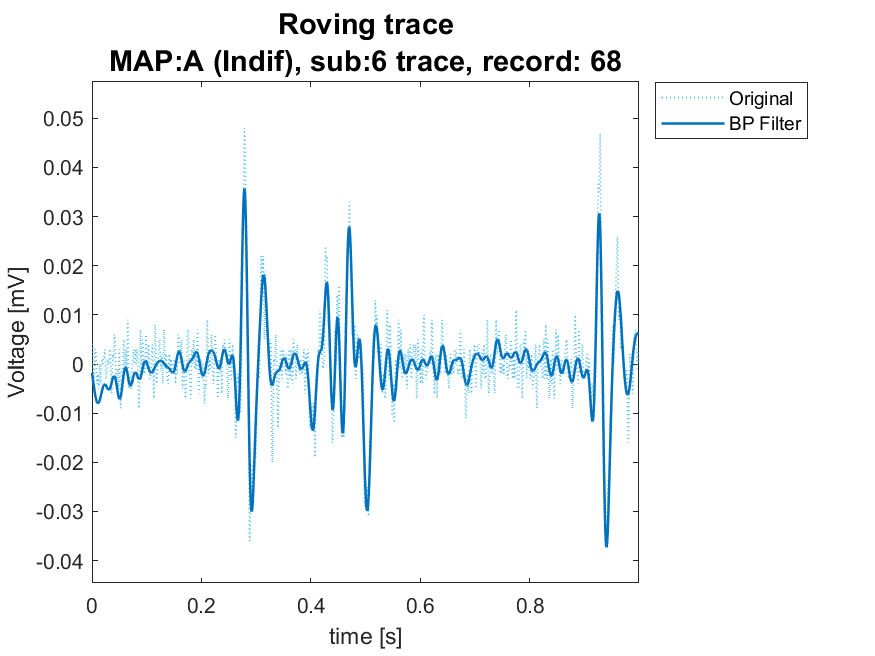 Roving trace
MAP:A (Indif), sub:6 trace, record: 68
Original
BP Filter
0.05
0.04
0.03
0.02
0.01
0
-0.01
-0.02
-0.03
-0.04
Voltage [mV]
0
0.2
0.4
0.6
0.8
time [s]